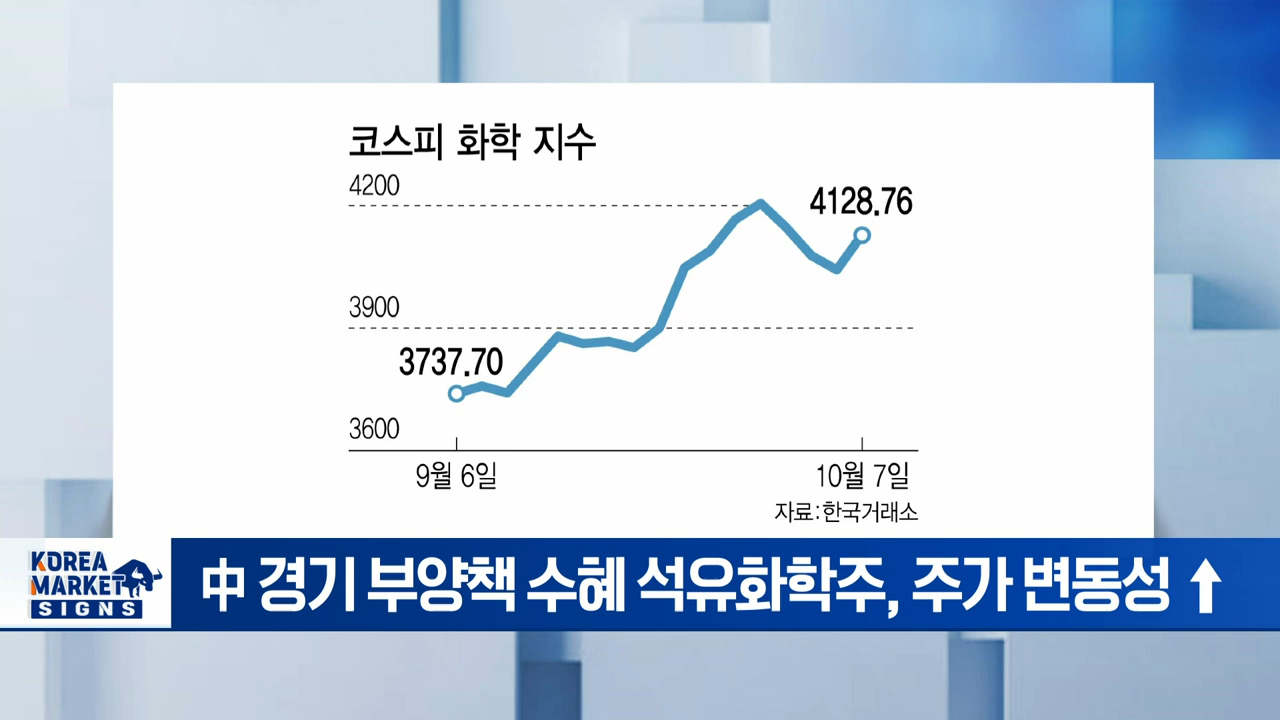 코스피 화학 지수
4200
4128.76
3900
3737.70
3600
9월 6일
10월 7일
자료:한국거래소
KOREA
MARKET
SIGNS
中 경기 부양책 수혜 석유화학주, 주가 변동성 ↑